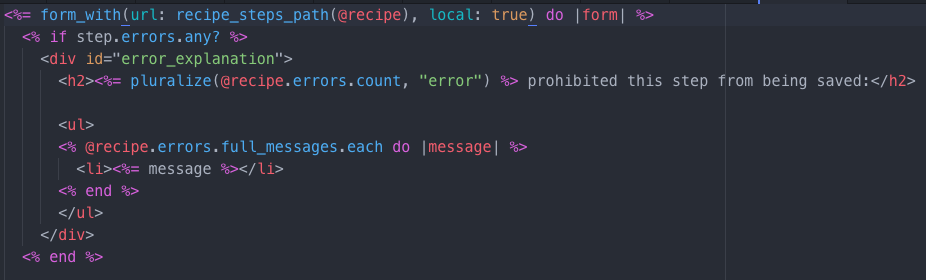 <%= form_with(url: recipe_steps_path(@recipe), local: true) do |form| %>
<% if step.errors.any? %>
<div id="error_explanation">
<h2><%= pluralize(@recipe.errors.count, "error") %> prohibited this step from being saved:</h2>
<ul>
<% @recipe.errors.full_messages.each do |message| %>
<li><%= message %></li>
<% end %>
</ul>
</div>
<% end %>